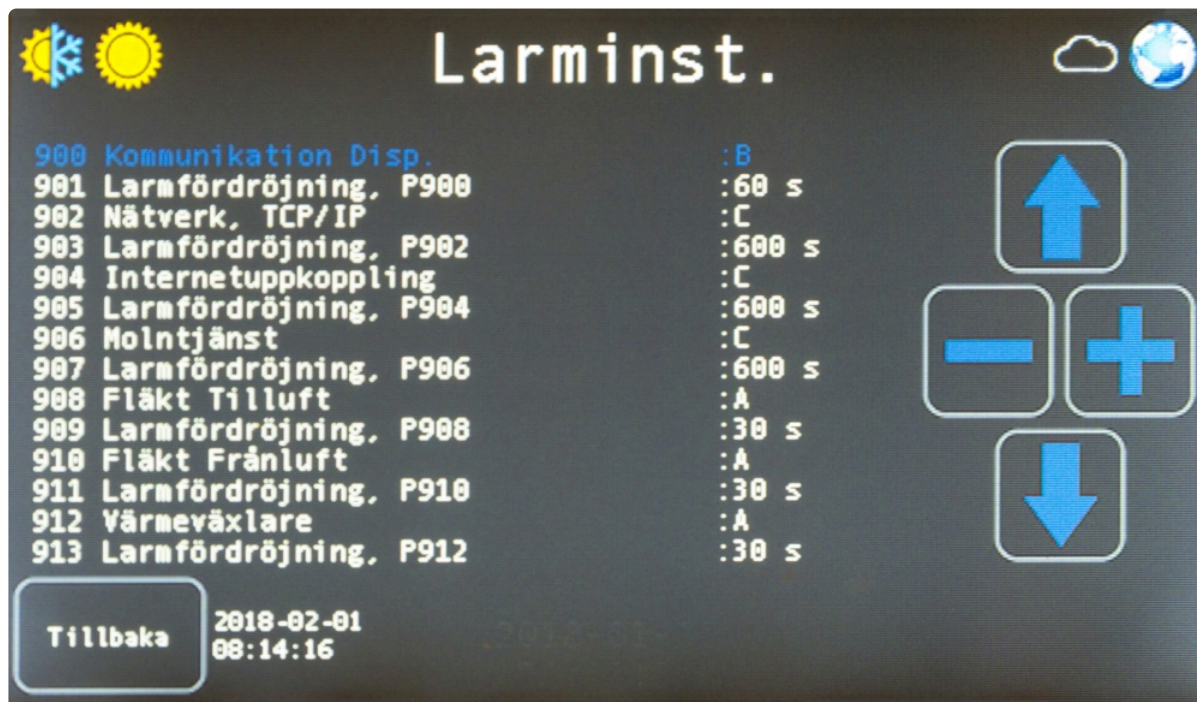 Larminst.
900 Kommunikation Disp. :B
901 Larmfördröjning, P900 :60 s
902 Nätverk, TCP/IP :C
903 Larmfördröjning, P902 :600 s
904 Internetuppkoppling :C
905 Larmfördröjning, P904 :600 s
906 Molntjänst :C
907 Larmfördröjning, P906 :600 s
908 Fläkt Tilluft :A
909 Larmfördröjning, P908 :30 s
910 Fläkt Frånluft :A
911 Larmfördröjning, P910 :30 s
912 Värmeväxlare :A
913 Larmfördröjning, P912 :30 s
Tillbaka
2018-02-01
08:14:16